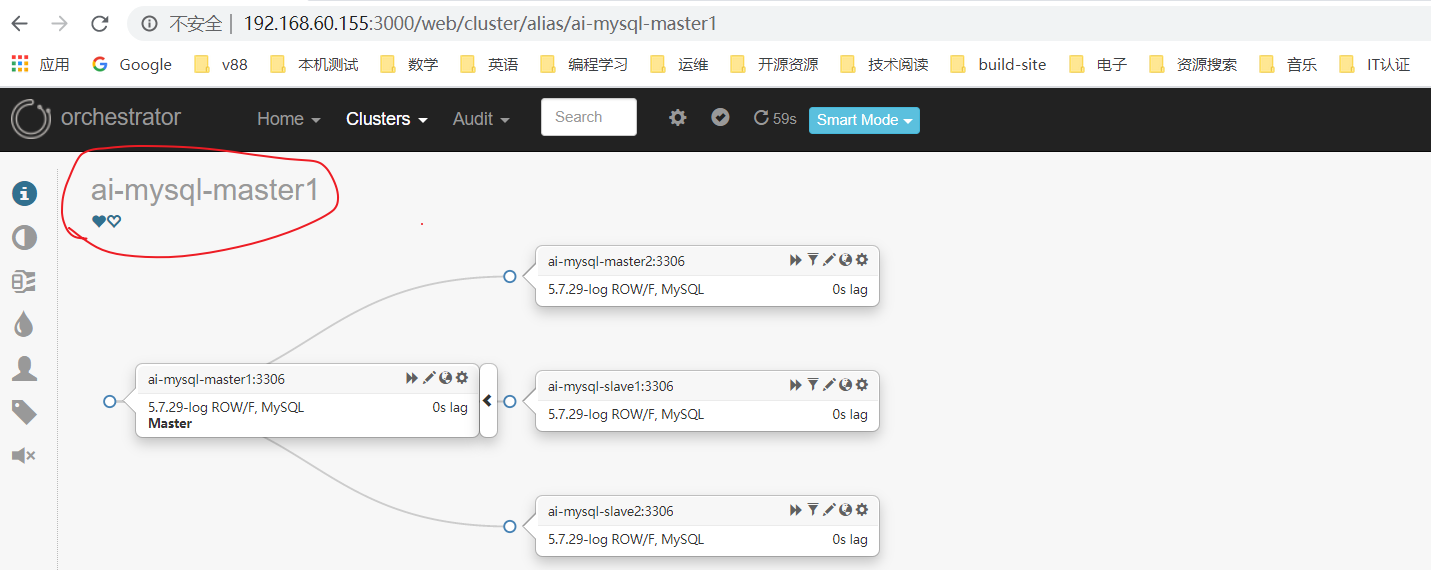 不安全 | 192.168.60.155:3000/web/cluster/alias/ai-mysql-master1
应用 Google v88 本机测试 数学 英语 编程学习 运维 开源资源 技术阅读 build-site 电子 资源搜索 音乐 IT认证
orchestrator Home Clusters Audit Search 59s Smart Mode
ai-mysql-master1
ai-mysql-master2:3306
5.7.29-log ROW/F, MySQL 0s lag
ai-mysql-master1:3306
5.7.29-log ROW/F, MySQL 0s lag
Master
ai-mysql-slave1:3306
5.7.29-log ROW/F, MySQL 0s lag
ai-mysql-slave2:3306
5.7.29-log ROW/F, MySQL 0s lag